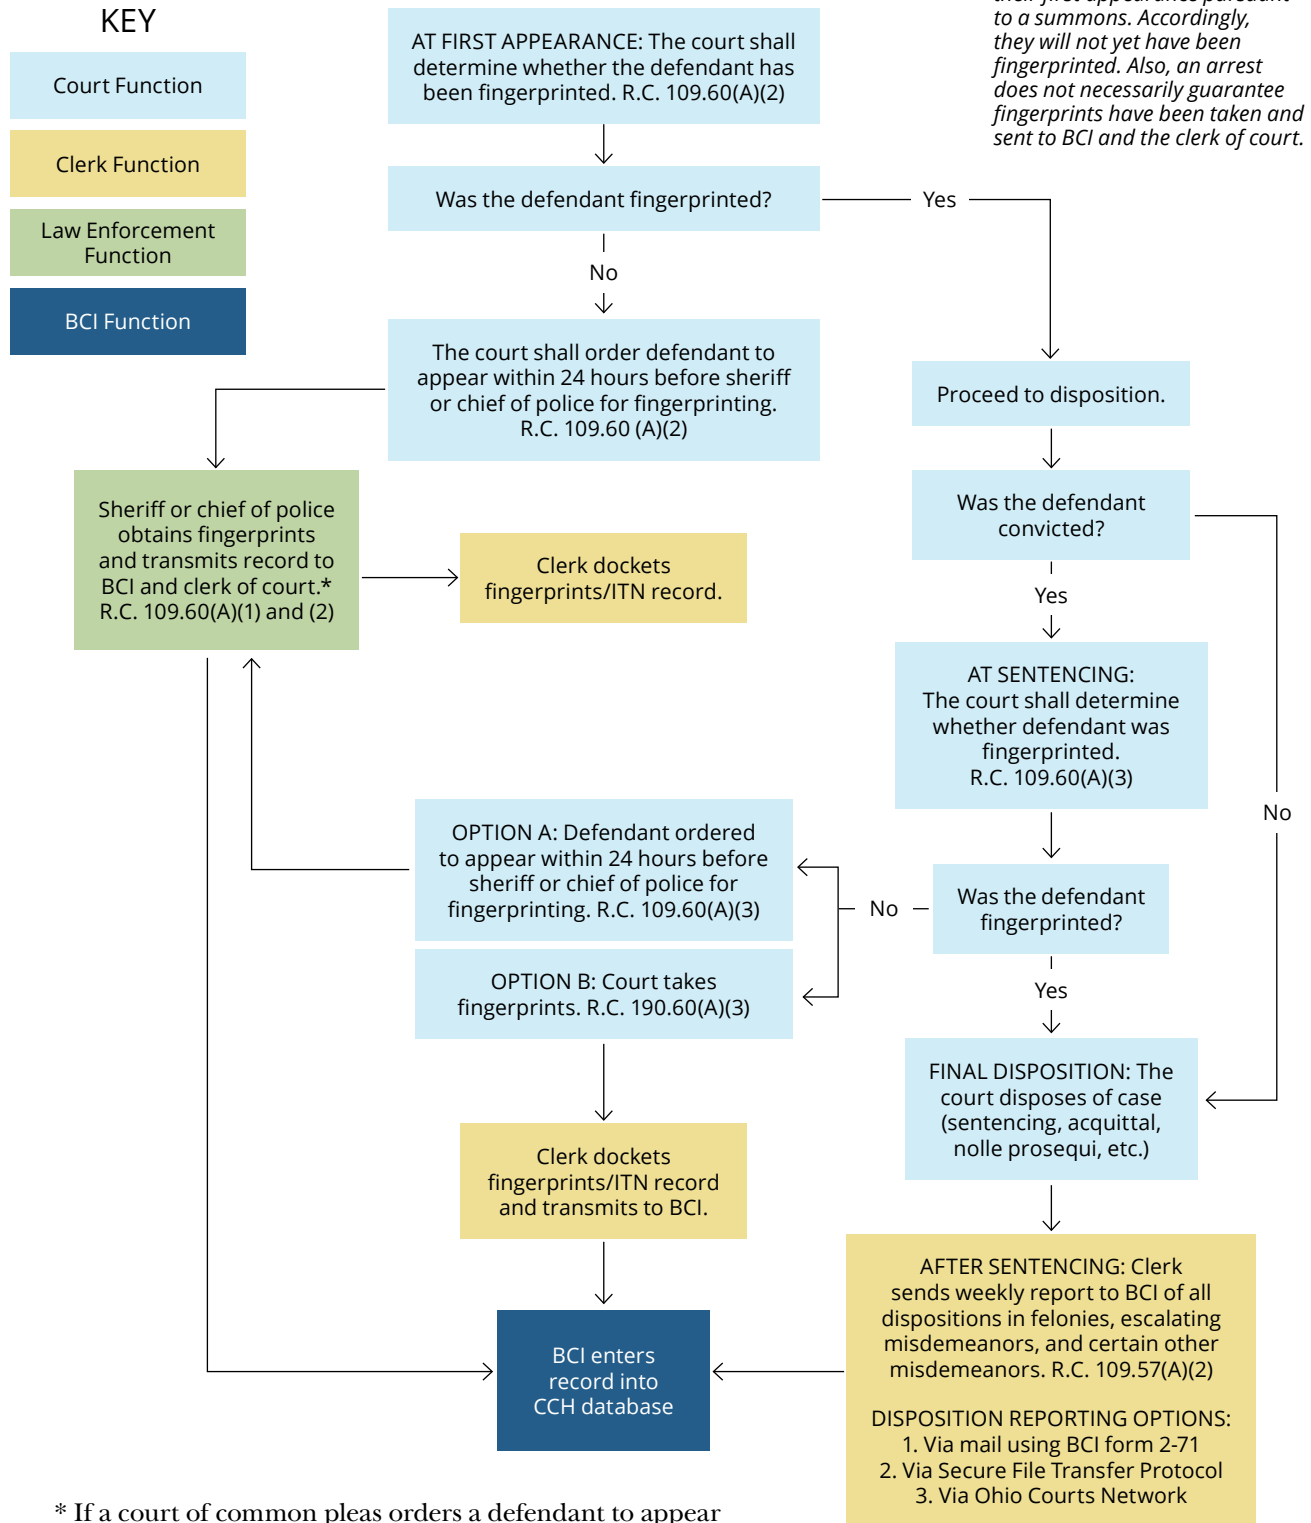 KEY
Court Function
Clerk Function
Law Enforcement
Function
BCI Function
their first appearance pursuant
to a summons. Accordingly,
they will not yet have been
fingerprinted. Also, an arrest
does not necessarily guarantee
fingerprints have been taken and
sent to BCI and the clerk of court.
AT FIRST APPEARANCE: The court shall
determine whether the defendant has
been fingerprinted. R.C. 109.60(A)(2)
Was the defendant fingerprinted?
Yes
No
The court shall order defendant to
appear within 24 hours before sheriff
or chief of police for fingerprinting.
R.C. 109.60 (A)(2)
Proceed to disposition.
Sheriff or chief of police
obtains fingerprints
and transmits record to
BCI and clerk of court.*
R.C. 109.60(A)(1) and (2)
Clerk dockets
fingerprints/ITN record.
Was the defendant
convicted?
Yes
No
AT SENTENCING:
The court shall determine
whether defendant was
fingerprinted.
R.C. 109.60(A)(3)
OPTION A: Defendant ordered
to appear within 24 hours before
sheriff or chief of police for
fingerprinting. R.C. 109.60(A)(3)
No
Was the defendant
fingerprinted?
OPTION B: Court takes
fingerprints. R.C. 190.60(A)(3)
Yes
FINAL DISPOSITION: The
court disposes of case
(sentencing, acquittal,
nolle prosequi, etc.)
Clerk dockets
fingerprints/ITN record
and transmits to BCI.
AFTER SENTENCING: Clerk
sends weekly report to BCI of all
dispositions in felonies, escalating
misdemeanors, and certain other
misdemeanors. R.C. 109.57(A)(2)
DISPOSITION REPORTING OPTIONS:
1. Via mail using BCI form 2-71
2. Via Secure File Transfer Protocol
3. Via Ohio Courts Network
BCI enters
record into
CCH database
* If a court of common pleas orders a defendant to appear